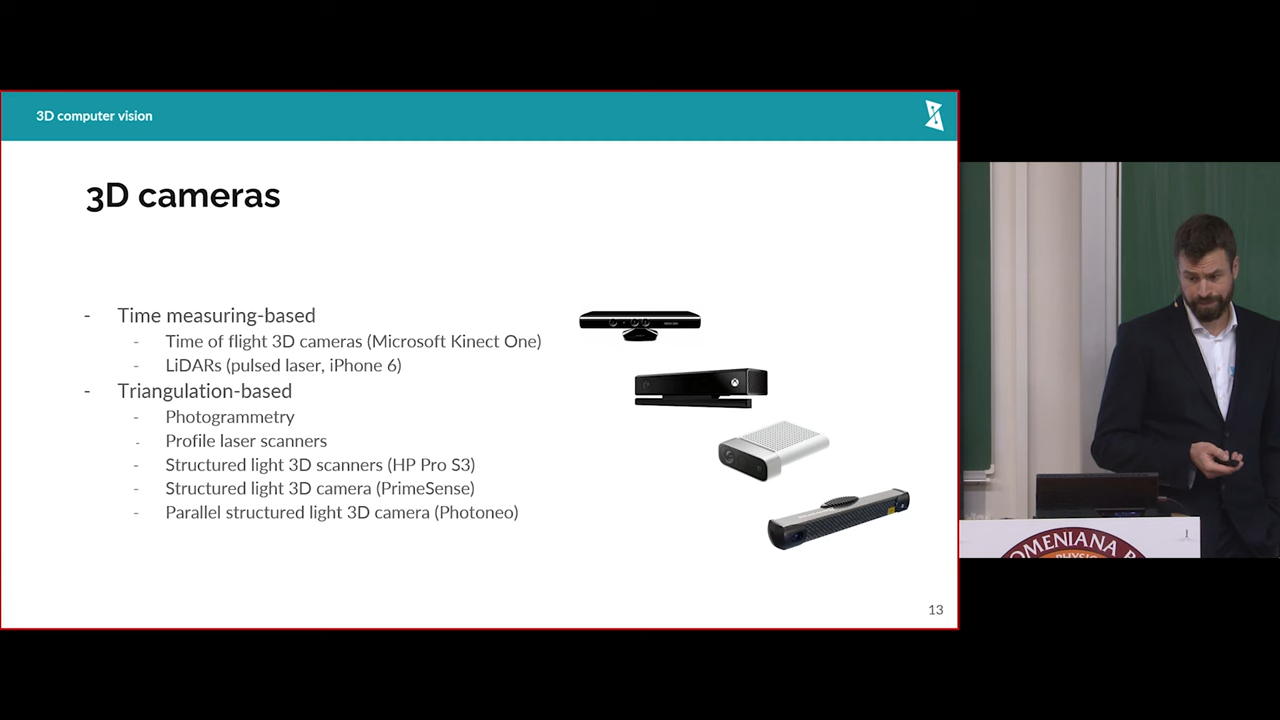 3D computer vision
3D cameras
- Time measuring-based
- Time of flight 3D cameras (Microsoft Kinect One)
- LiDARs (pulsed laser, iPhone 6)
- Triangulation-based
- Photogrammetry
- Profile laser scanners
- Structured light 3D scanners (HP Pro S3)
- Structured light 3D camera (PrimeSense)
- Parallel structured light 3D camera (Photoneo)
13
OMENIANA
PHYSI